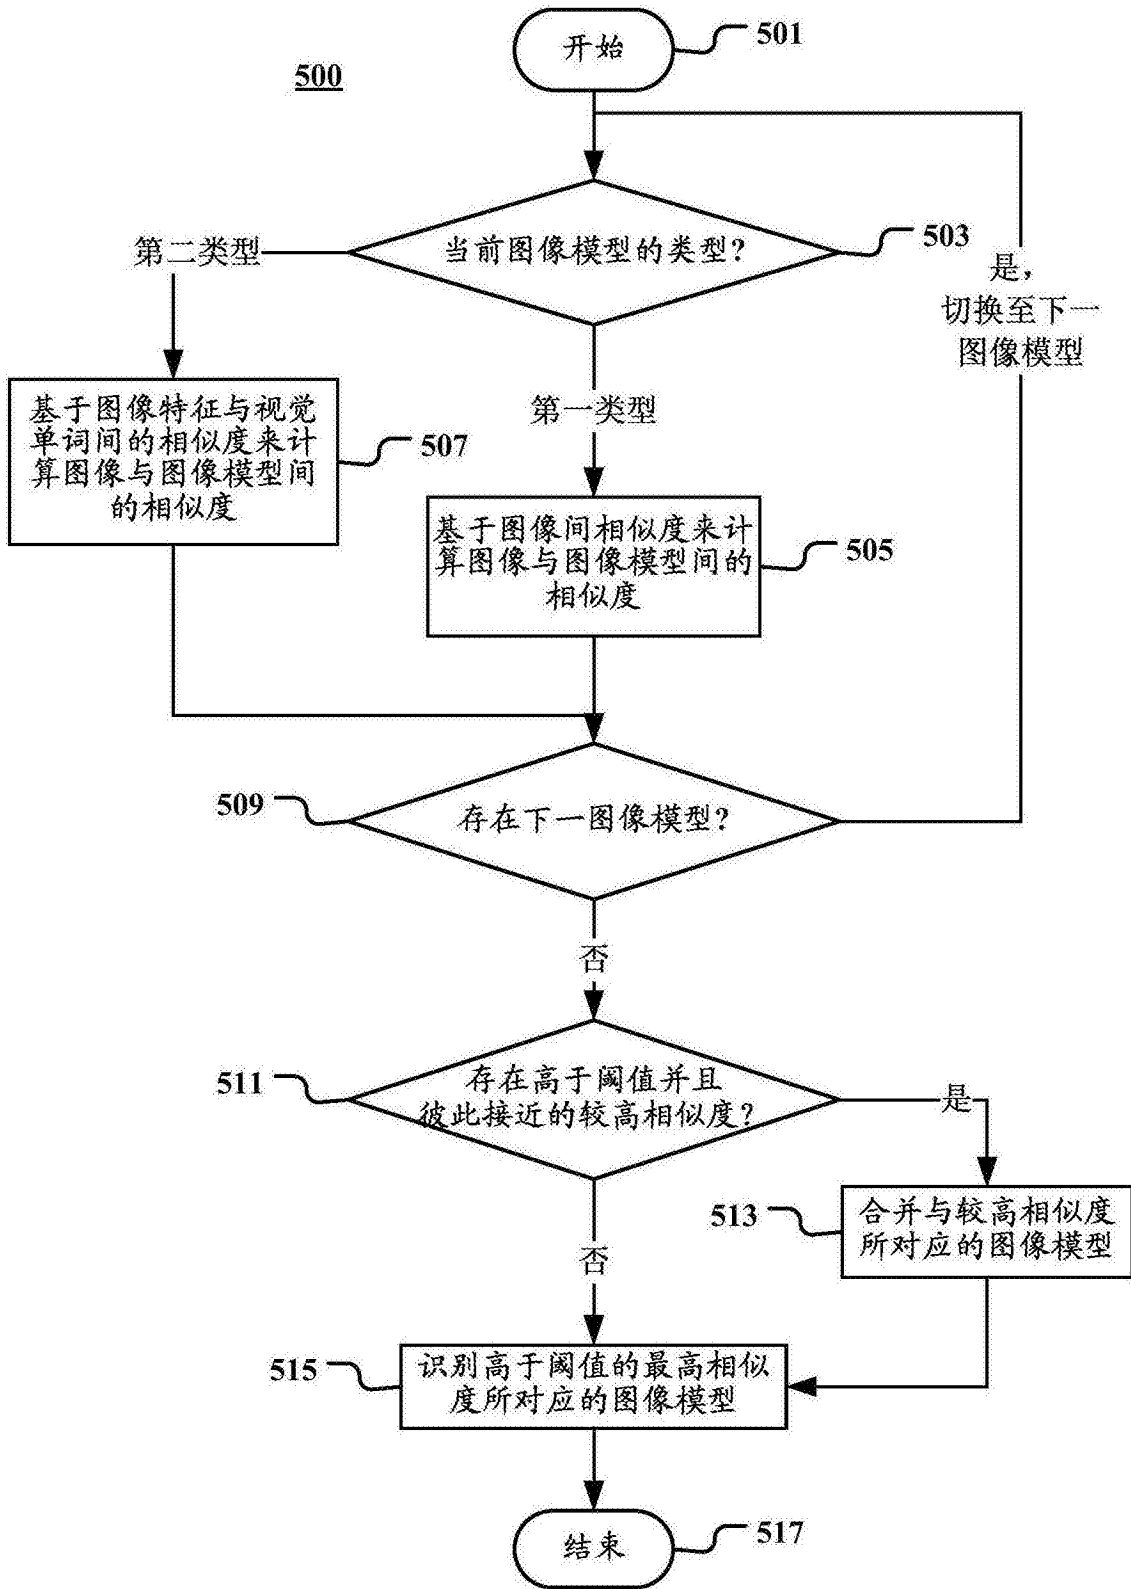 开始
501
500
当前图像模型的类型?
503
第二类型
是,
切换至下一
图像模型
基于图像特征与视觉
单词间的相似度来计
算图像与图像模型间
的相似度
507
第一类型
基于图像间相似度来计
算图像与图像模型间的
相似度
505
509
存在下一图像模型?
否
511
存在高于阈值并且
彼此接近的较高相似度?
是
513
合并与较高相似度
所对应的图像模型
否
515
识别高于阈值的最高相似
度所对应的图像模型
结束
517